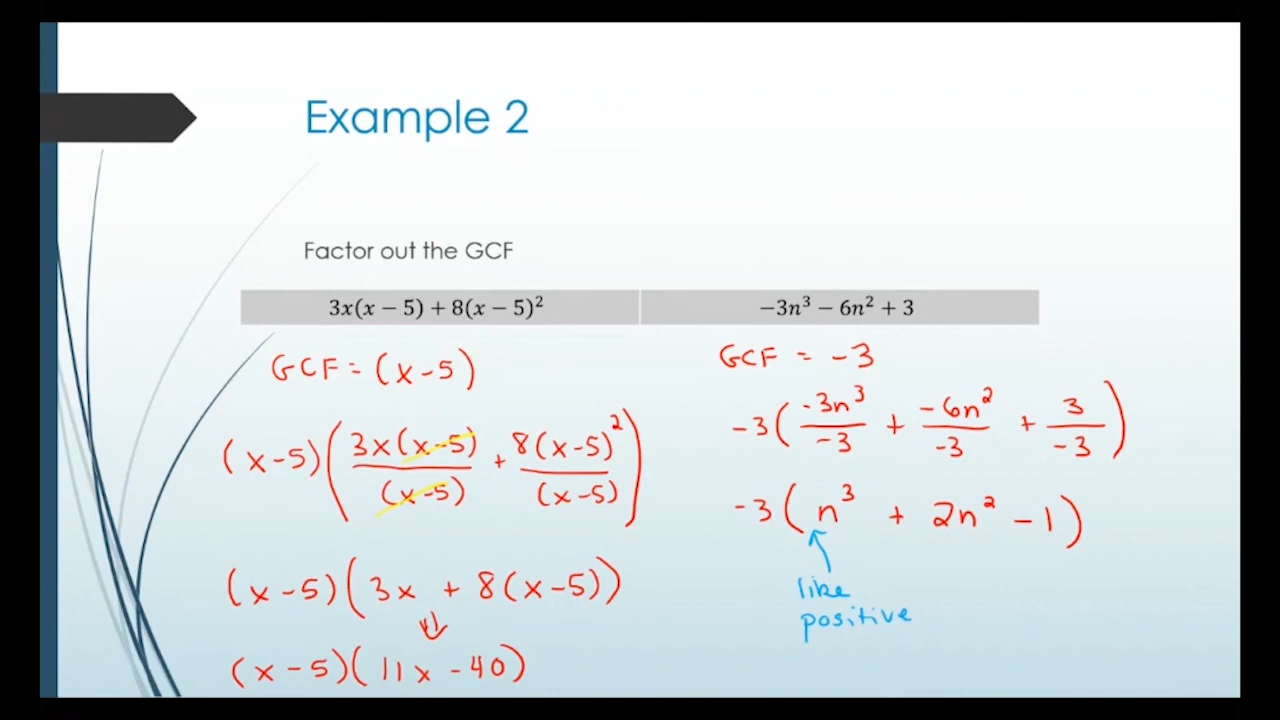 Example 2
Factor out the GCF
3x(x − 5) + 8(x − 5)²
GCF = (x-5)
(x-5)(3x(x-5)/(x-5) + 8(x-5)²/(x-5))
(x-5)(3x + 8(x-5))
(x-5)(11x - 40)
−3n³ − 6n² + 3
GCF = -3
-3(-3n³/-3 + -6n²/-3 + 3/-3)
-3(n³ + 2n² - 1)
like
positive